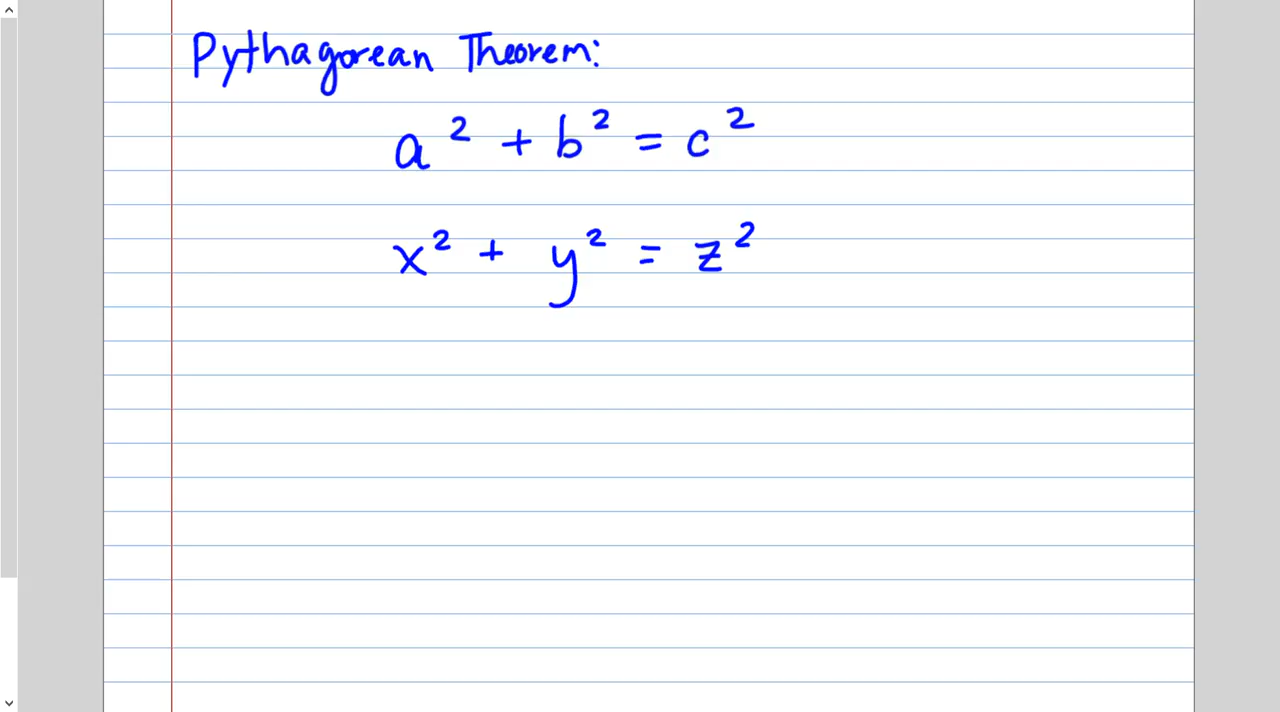 Pythagorean Theorem:
a² + b² = c²
x² + y² = z²